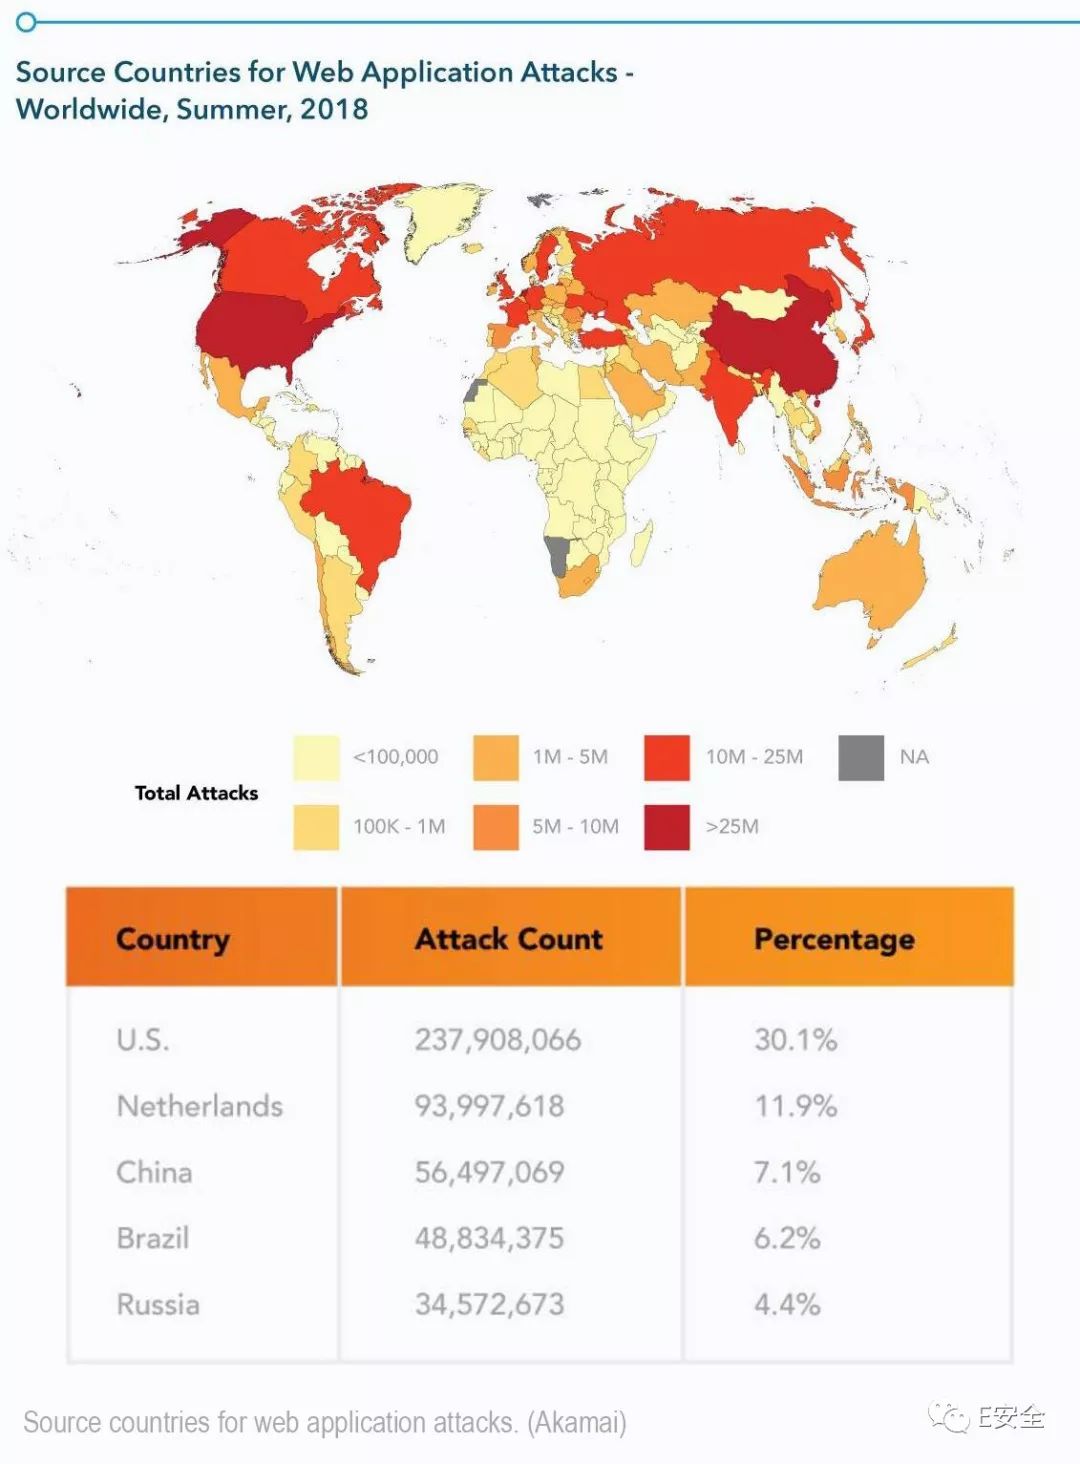 Source Countries for Web Application Attacks -
Worldwide, Summer, 2018
Total Attacks
<100,000
1M - 5M
10M - 25M
NA
100K - 1M
5M - 10M
>25M
Country Attack Count Percentage
U.S. 237,908,066 30.1%
Netherlands 93,997,618 11.9%
China 56,497,069 7.1%
Brazil 48,834,375 6.2%
Russia 34,572,673 4.4%
Source countries for web application attacks. (Akamai)
E安全